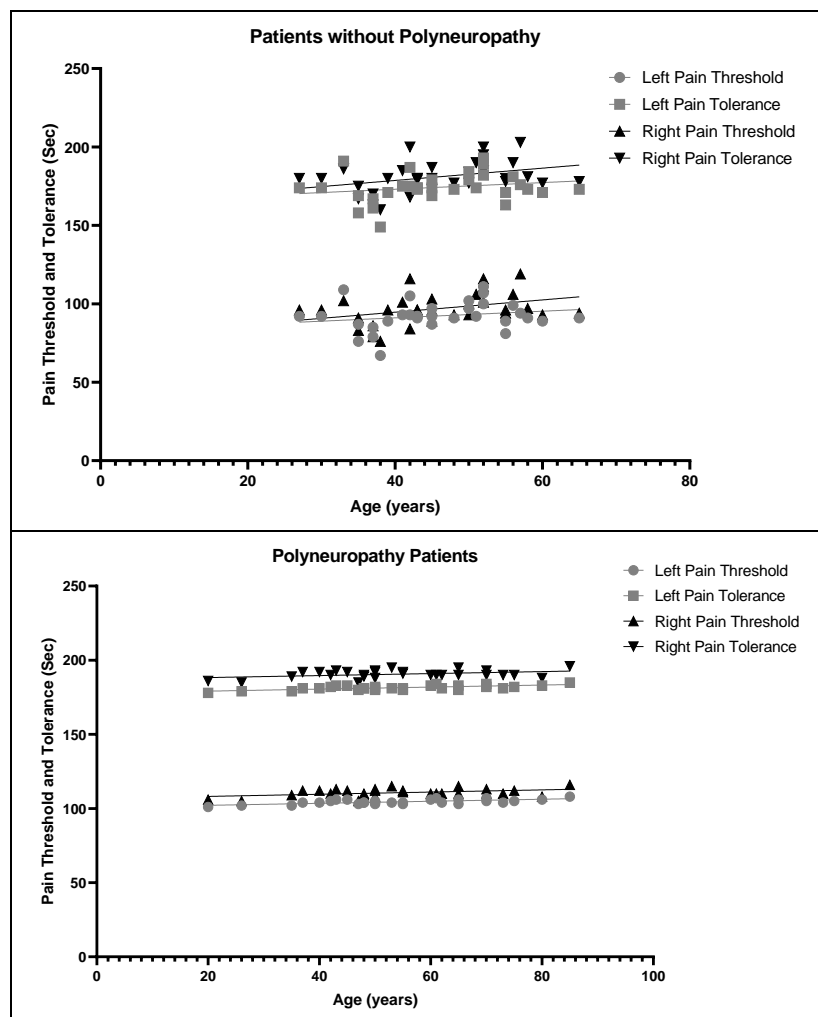 Patients without Polyneuropathy
250
200
150
100
50
0
0
20
40
60
80
Pain Threshold and Tolerance (Sec)
Age (years)
Left Pain Threshold
Left Pain Tolerance
Right Pain Threshold
Right Pain Tolerance
Polyneuropathy Patients
250
200
150
100
50
0
0
20
40
60
80
100
Pain Threshold and Tolerance (Sec)
Age (years)
Left Pain Threshold
Left Pain Tolerance
Right Pain Threshold
Right Pain Tolerance